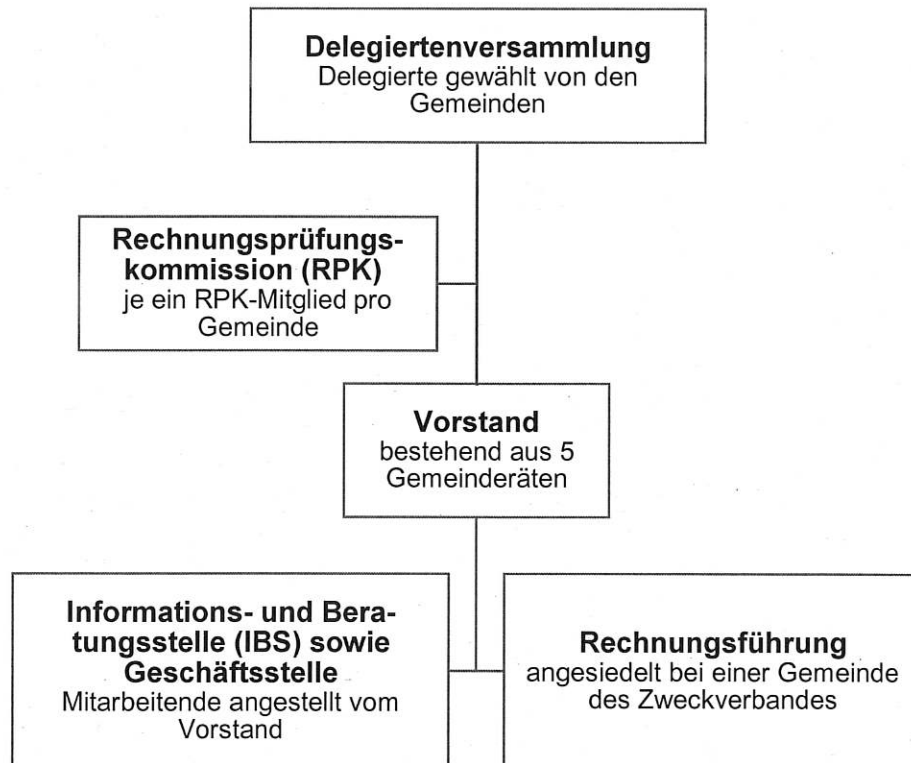 Delegiertenversammlung
Delegierte gewählt von den
Gemeinden
Rechnungsprüfungs-
kommission (RPK)
je ein RPK-Mitglied pro
Gemeinde
Vorstand
bestehend aus 5
Gemeinderäten
Informations- und Bera-
tungsstelle (IBS) sowie
Geschäftsstelle
Mitarbeitende angestellt vom
Vorstand
Rechnungsführung
angesiedelt bei einer Gemeinde
des Zweckverbandes